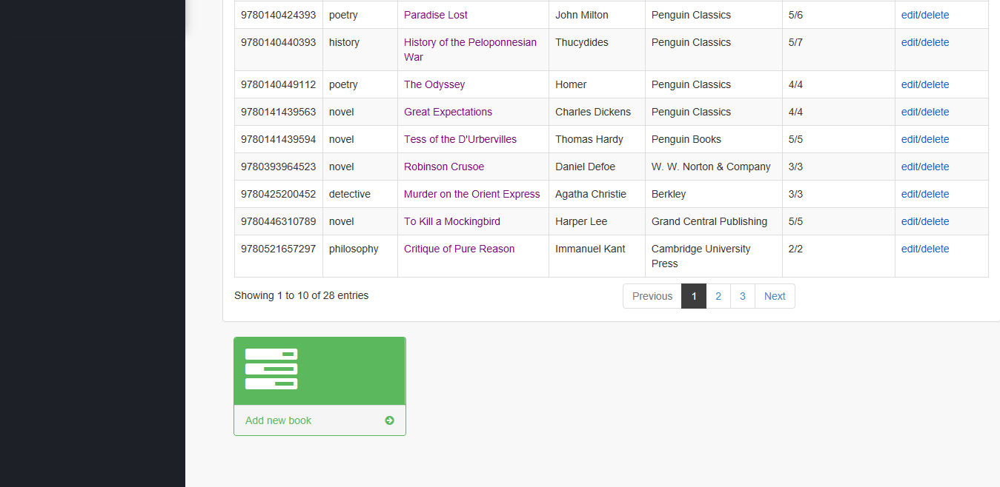 9780140424393 poetry Paradise Lost John Milton Penguin Classics 5/6 edit/delete
9780140440393 history History of the Peloponnesian War Thucydides Penguin Classics 5/7 edit/delete
9780140449112 poetry The Odyssey Homer Penguin Classics 4/4 edit/delete
9780141439563 novel Great Expectations Charles Dickens Penguin Classics 4/4 edit/delete
9780141439594 novel Tess of the D'Urbervilles Thomas Hardy Penguin Books 5/5 edit/delete
9780393964523 novel Robinson Crusoe Daniel Defoe W. W. Norton & Company 3/3 edit/delete
9780425200452 detective Murder on the Orient Express Agatha Christie Berkley 3/3 edit/delete
9780446310789 novel To Kill a Mockingbird Harper Lee Grand Central Publishing 5/5 edit/delete
9780521657297 philosophy Critique of Pure Reason Immanuel Kant Cambridge University Press 2/2 edit/delete
Showing 1 to 10 of 28 entries Previous 1 2 3 Next
Add new book